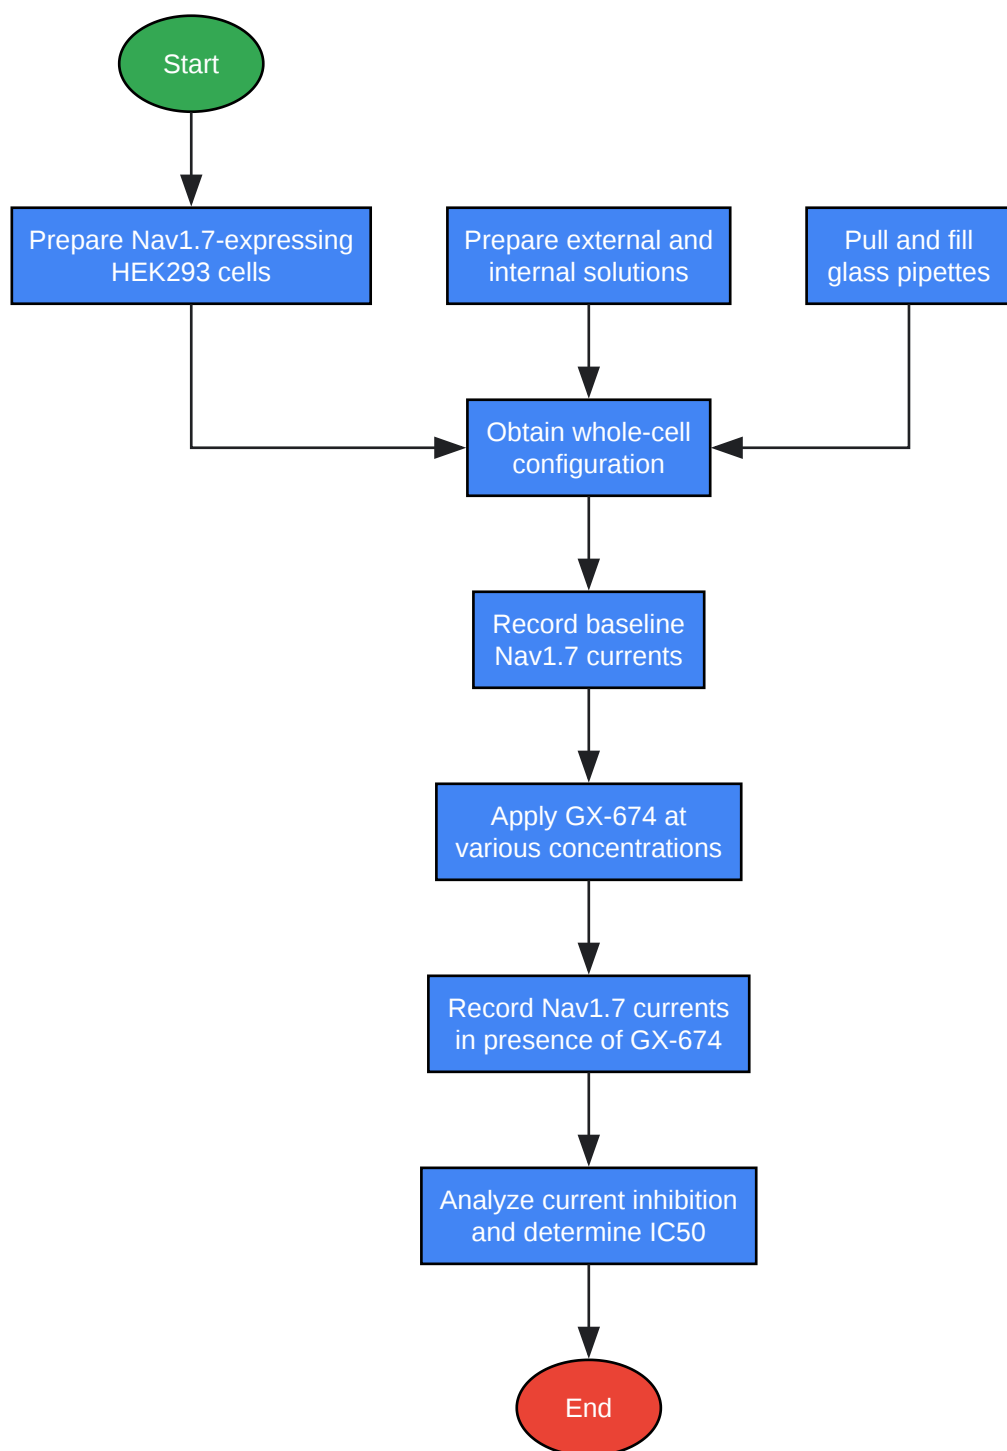 Start
Prepare Nav1.7-expressing
HEK293 cells
Prepare external and
internal solutions
Pull and fill
glass pipettes
Obtain whole-cell
configuration
Record baseline
Nav1.7 currents
Apply GX-674 at
various concentrations
Record Nav1.7 currents
in presence of GX-674
Analyze current inhibition
and determine IC50
End